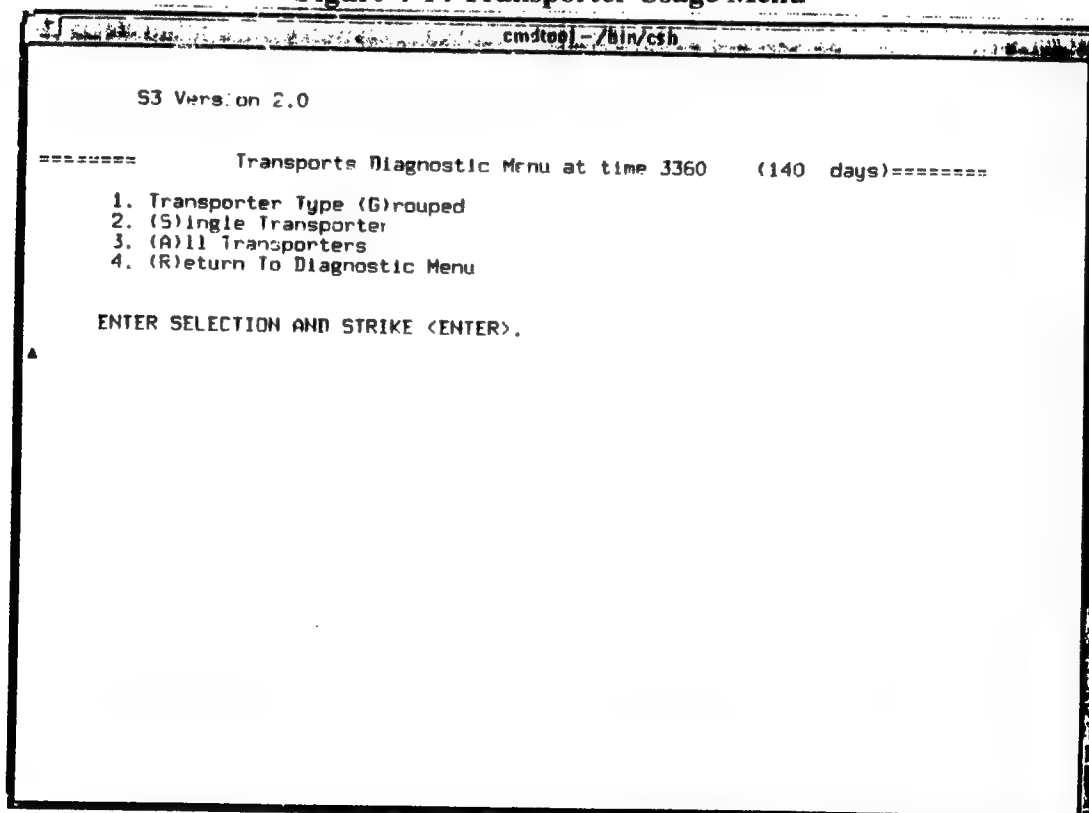 Transporter Usage Menu
cmdtool - /bin/csh
S3 Version 2.0
======== Transports Diagnostic Menu at time 3360 (140 days)========
1. Transporter Type (G)rouped
2. (S)ingle Transporter
3. (A)ll Transporters
4. (R)eturn To Diagnostic Menu
ENTER SELECTION AND STRIKE <ENTER>.